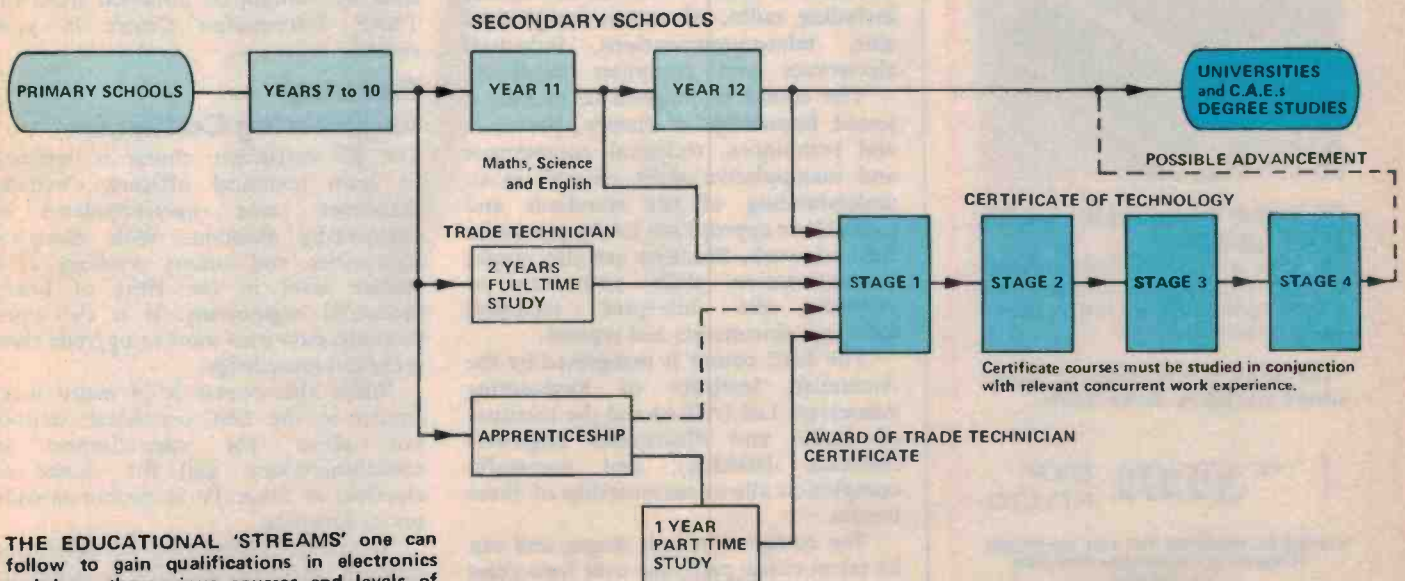 SECONDARY SCHOOLS
PRIMARY SCHOOLS
YEARS 7 to 10
YEAR 11
YEAR 12
UNIVERSITIES
and C.A.E.s
DEGREE STUDIES
Maths, Science
and English
POSSIBLE ADVANCEMENT
CERTIFICATE OF TECHNOLOGY
TRADE TECHNICIAN
2 YEARS
FULL TIME
STUDY
STAGE 1
STAGE 2
STAGE 3
STAGE 4
Certificate courses must be studied in conjunction
with relevant concurrent work experience.
APPRENTICESHIP
AWARD OF TRADE TECHNICIAN
CERTIFICATE
1 YEAR
PART TIME
STUDY
THE EDUCATIONAL 'STREAMS' one can
follow to gain qualifications in electronics